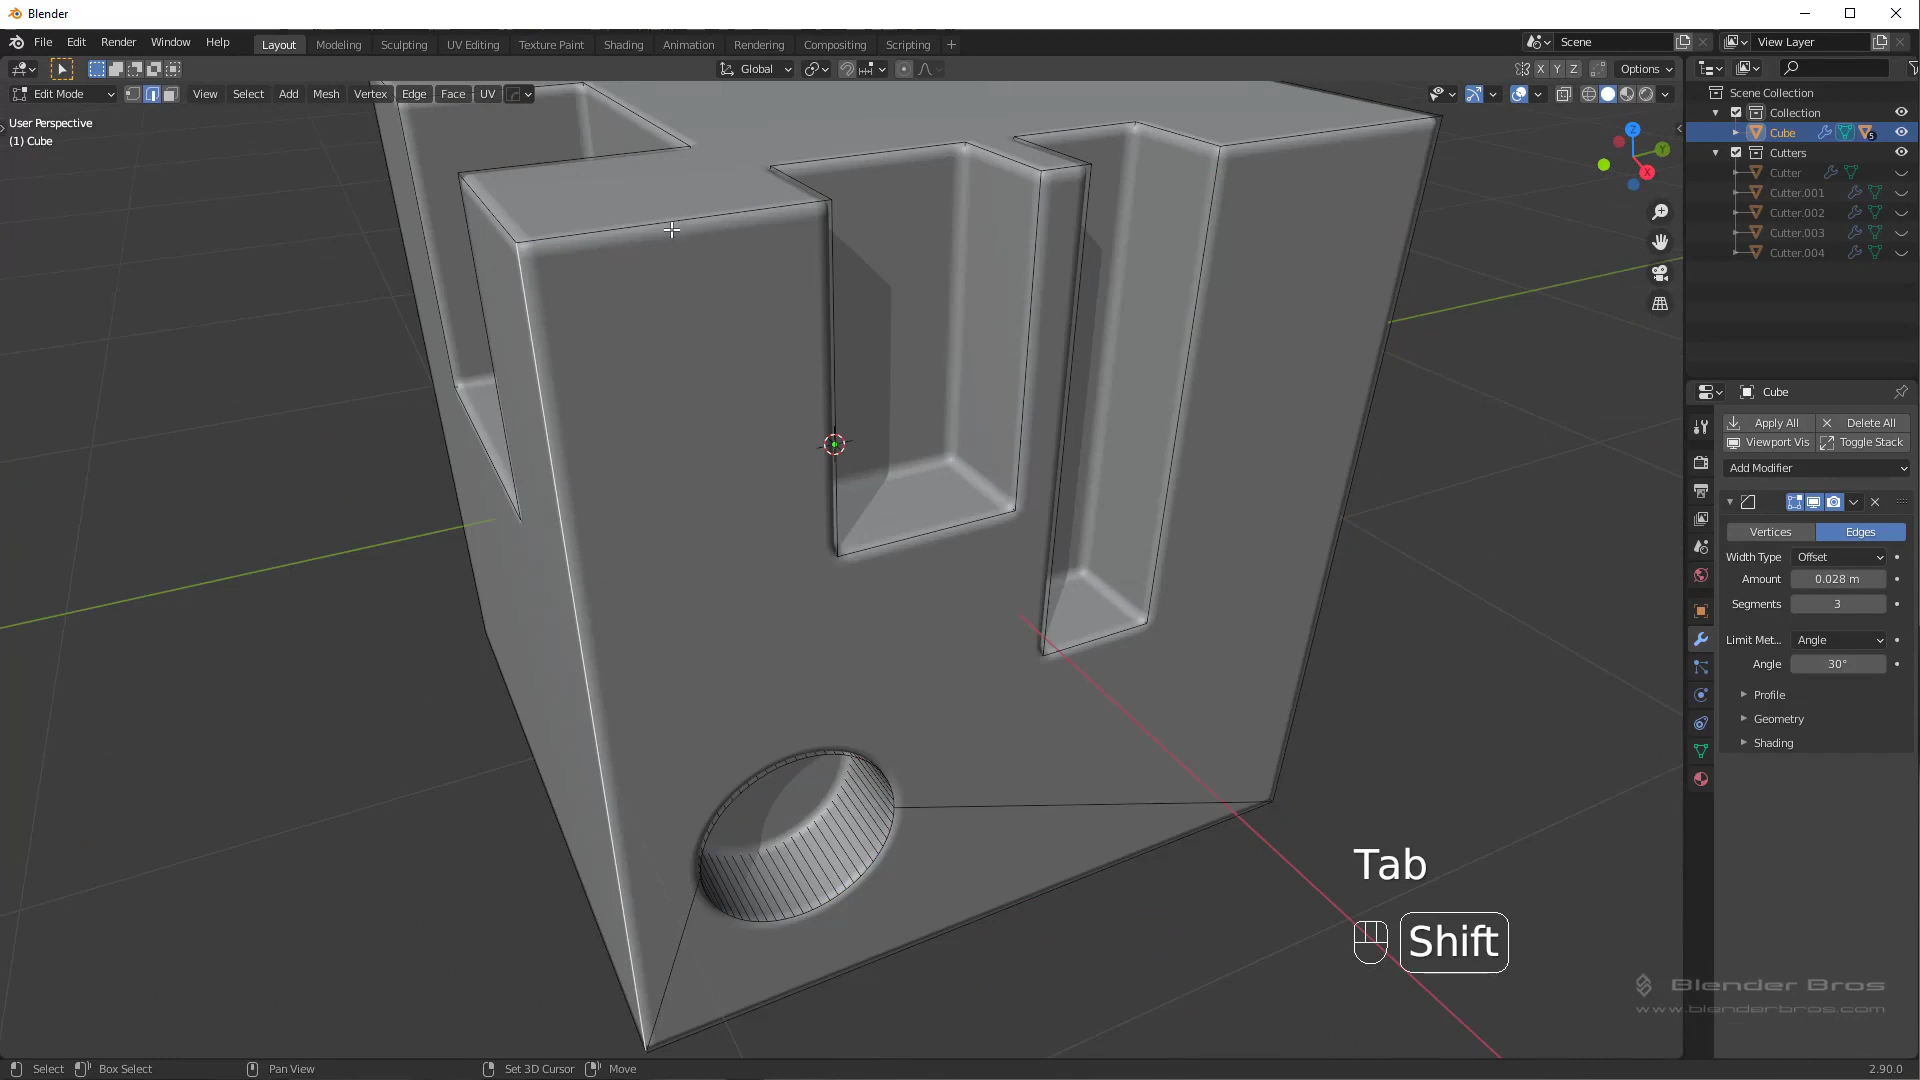 Blender
File Edit Render Window Help
Layout Modeling Sculpting UV Editing Texture Paint Shading Animation Rendering Compositing Scripting +
Scene
View Layer
Global
X Y Z
Options
Edit Mode
View Select Add Mesh Vertex Edge Face UV
User Perspective
(1) Cube
Z
Y
X
Scene Collection
Collection
Cube
5
Cutters
Cutter
Cutter.001
Cutter.002
Cutter.003
Cutter.004
Cube
Apply All
Delete All
Viewport Vis
Toggle Stack
Add Modifier
Vertices
Edges
Width Type
Offset
Amount
0.028 m
Segments
3
Limit Met...
Angle
Angle
30°
Profile
Geometry
Shading
Tab
Shift
Blender Bros
www.blenderbros.com
Select
Box Select
Pan View
Set 3D Cursor
Move
2.90.0